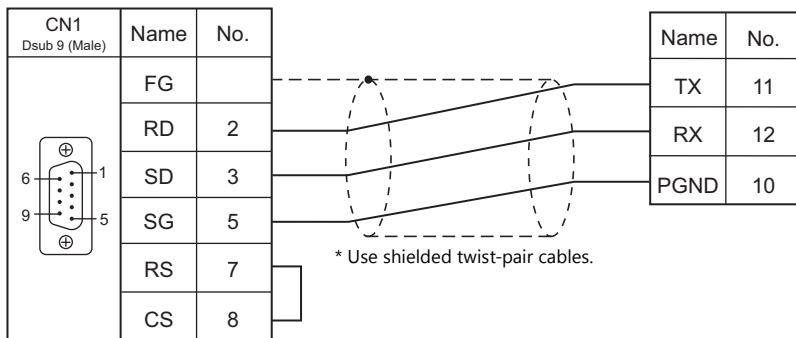 CN1
Dsub 9 (Male)
Name No.
FG
RD 2
SD 3
SG 5
RS 7
CS 8
1
6
9
5
Name No.
TX 11
RX 12
PGND 10
* Use shielded twist-pair cables.